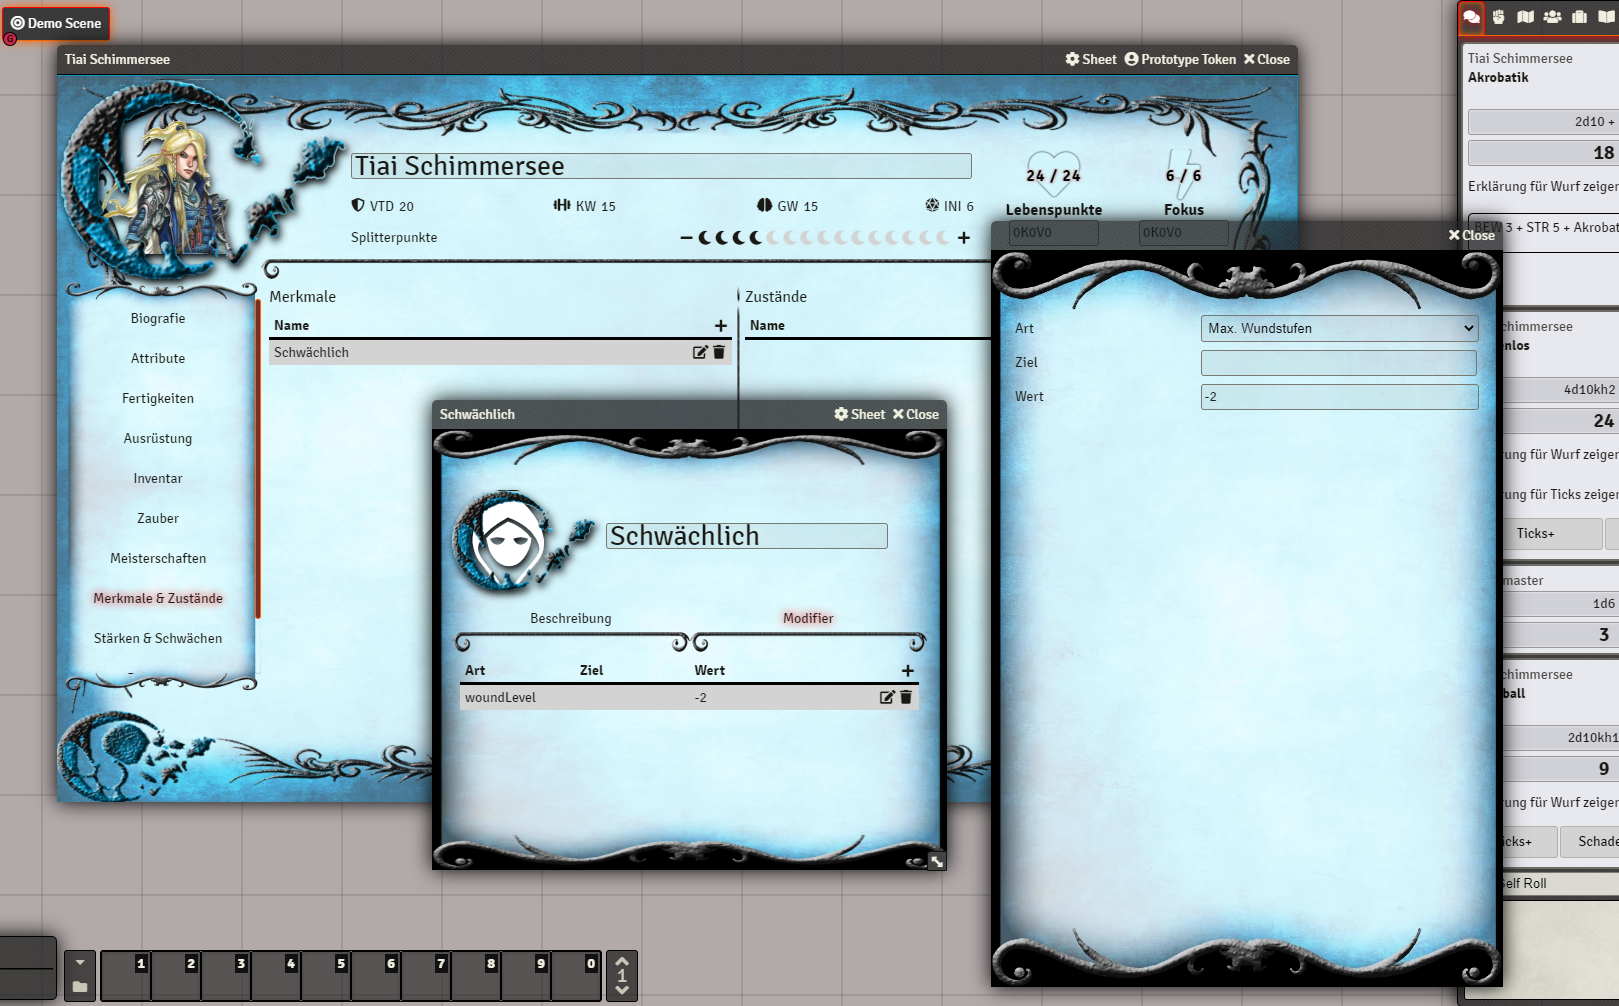 Demo Scene
G
Tiai Schimmersee
Sheet Prototype Token Close
Tiai Schimmersee
VTD 20 KW 15 GW 15 INI 6
Splitterpunkte
24 / 24
Lebenspunkte
0K0V0
6 / 6
Fokus
0K0V0
Biografie
Attribute
Fertigkeiten
Ausrüstung
Inventar
Zauber
Meisterschaften
Merkmale & Zustände
Stärken & Schwächen
Merkmale
Name
Schwächlich
Zustände
Name
Schwächlich
Sheet Close
Schwächlich
Beschreibung Modifier
Art Ziel Wert
woundLevel -2
Close
Art Max. Wundstufen
Ziel
Wert -2
Tiai Schimmersee
Akrobatik
2d10 +
18
Erklärung für Wurf zeigen
BEW 3 + STR 5 + Akrobat
chimmersee
nlos
4d10kh2
24
ung für Wurf zeigen
ung für Ticks zeigen
Ticks+
master
1d6
3
chimmersee
ball
2d10kh1
9
ung für Wurf zeigen
icks+ Schade
Self Roll
1 2 3 4 5 6 7 8 9 0
1